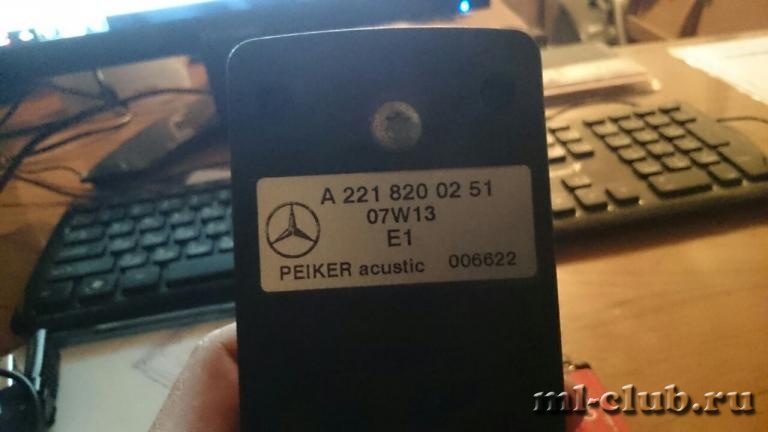 A 221 820 02 51
07W13
E1
PEIKER acustic 006622
ml-club.ru